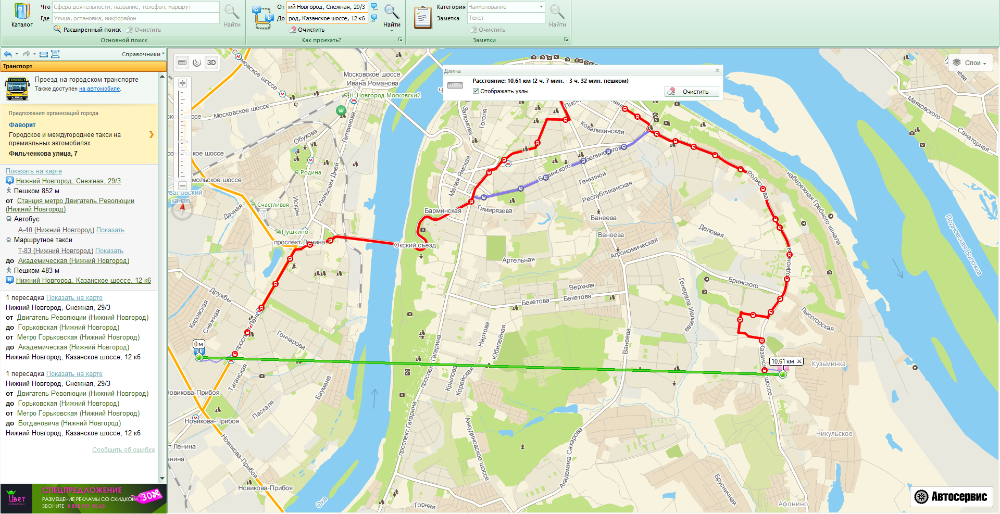 Каталог
Что
Сфера деятельности, название, телефон, маршрут
Где
Улица, остановка, микрорайон
Найти
Расширенный поиск
Очистить
Основной поиск
От
ий Новгород, Снежная, 29/3
До
род, Казанское шоссе, 12 к6
Найти
Очистить
Как проехать?
Категория
Наименование
Заметка
Текст
Найти
Очистить
Заметки
Справочники
Транспорт
Проезд на городском транспорте
Также доступен на автомобиле.
Предложения организаций города
Фаворит
Городское и междугороднее такси на
премиальных автомобилях
Фильченкова улица, 7
Показать на карте
A Нижний Новгород, Снежная, 29/3
Пешком 852 м
от Станция метро Двигатель Революции
(Нижний Новгород)
Автобус
А-40 (Нижний Новгород) Показать
Маршрутное такси
Т-83 (Нижний Новгород) Показать
до Академическая (Нижний Новгород)
Пешком 483 м
B Нижний Новгород, Казанское шоссе, 12 к6
1 пересадка Показать на карте
Нижний Новгород, Снежная, 29/3
от Двигатель Революции (Нижний Новгород)
до Горьковская (Нижний Новгород)
от Метро Горьковская (Нижний Новгород)
до Академическая (Нижний Новгород)
Нижний Новгород, Казанское шоссе, 12 к6
1 пересадка Показать на карте
Нижний Новгород, Снежная, 29/3
от Двигатель Революции (Нижний Новгород)
до Горьковская (Нижний Новгород)
от Метро Горьковская (Нижний Новгород)
до Богдановича (Нижний Новгород)
Нижний Новгород, Казанское шоссе, 12 к6
Сообщить об ошибке
Цвет
СПЕЦПРЕДЛОЖЕНИЕ
РАЗМЕЩЕНИЕ РЕКЛАМЫ СО СКИДКОЙ
30%
ЗВОНИТЕ 8 800 551 10 65
3D
Слои
Длина
Расстояние: 10,61 км (2 ч. 7 мин. - 3 ч. 32 мин. пешком)
Отображать узлы
Очистить
Московское шоссе
Ивана Романова
Н. Новгород-Московский
Московское шоссе
Литвинова
Обухова
Родина
Комсомольское шоссе
канал
Счастливая
Дачная
Искры
Июльских Дней
Пушкино
проспект Ленина
Заломова
Гоголя
Ковалихинская
Белинского
Белинского
Генкиной
Республиканская
Малая Ямская
Барминская
Тимирязева
Ванеева
Ванеева
Окский съезд
Артельная
Агрономическая
Деловая
набережная Гребного канала
Маяковского
Санаторная
Подновская Воложка
Бринского
Верхняя
Бекетова
Бекетова
Генерала Ивлиева
Лысогорская
Дружбы
Кировская
Снежная
Гончарова
Нартова
Юбилейная
Ванеева
0 м
10,61 км
Кузьминка
Таганская
Баумана
проспект Гагарина
Крылова
Корейская
Казанское шоссе
Новикова-Прибоя
Паскаля
Новикова-Прибоя
Новикова-Прибоя
Новикова-Прибоя
проспект Гагарина
Анкудиновское шоссе
Академика Сахарова
Никульское
Брусничная
Афонино
Ока
Горная
Автосервис